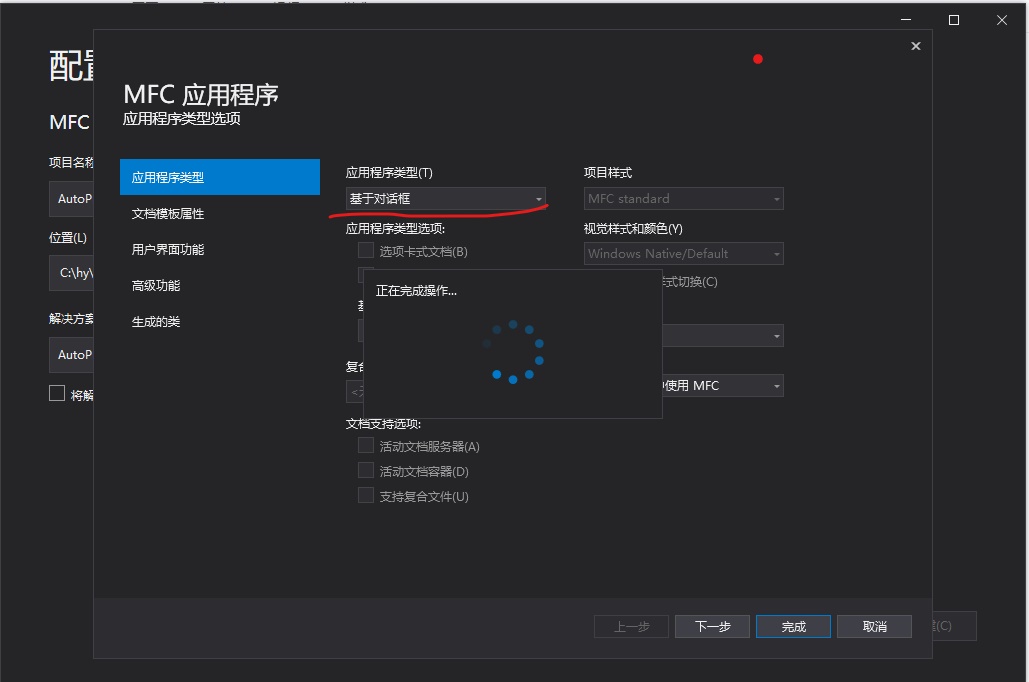 配置
MFC
MFC 应用程序
应用程序类型选项
项目名称
AutoP
位置(L)
C:\hy\
解决方案
AutoP
将解
应用程序类型
文档模板属性
用户界面功能
高级功能
生成的类
应用程序类型(T)
基于对话框
应用程序类型选项:
选项卡式文档(B)
项目样式
MFC standard
视觉样式和颜色(Y)
Windows Native/Default
样式切换(C)
正在完成操作...
复合
使用 MFC
文档支持选项:
活动文档服务器(A)
活动文档容器(D)
支持复合文件(U)
上一步
下一步
完成
取消
(C)